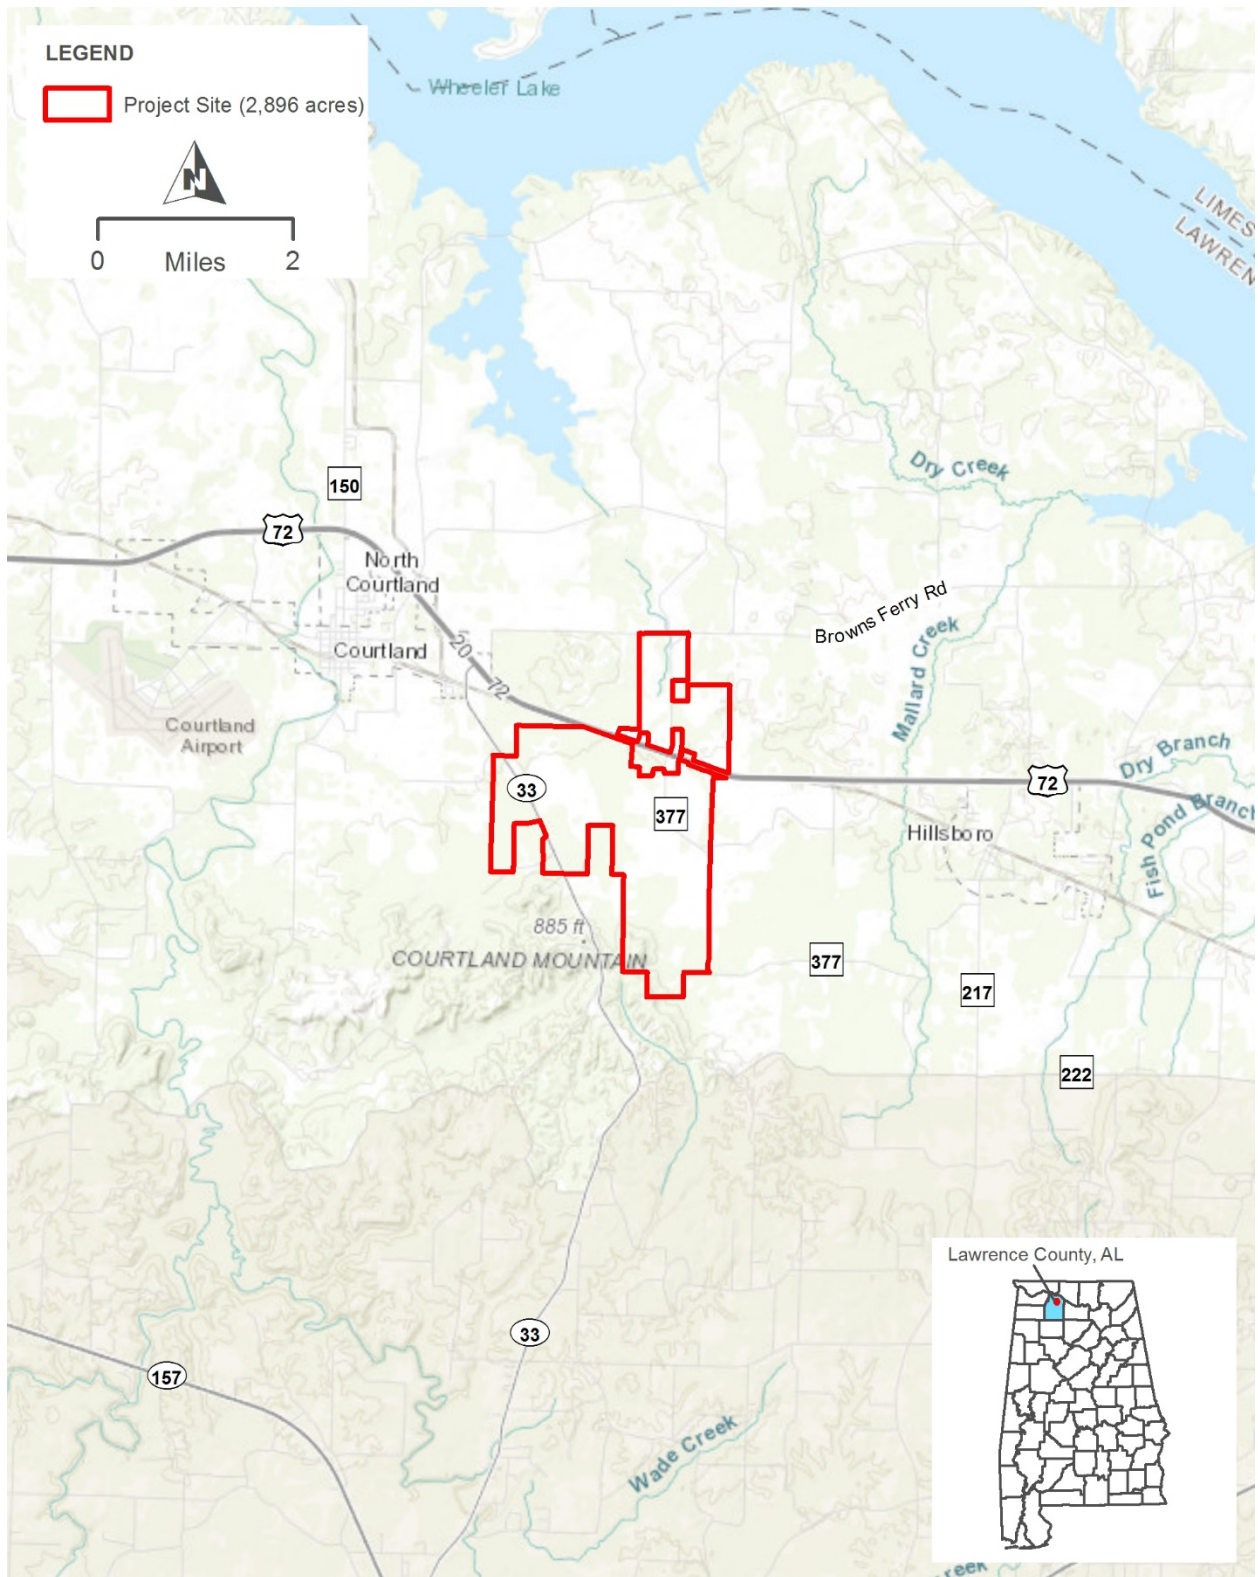 LEGEND
Project Site (2,896 acres)
N
0 Miles 2
Wheeler Lake
LIMES
LAWREN
Dry Creek
150
72
North
Courtland
Courtland
20
72
Browns Ferry Rd
Mallard Creek
Courtland
Airport
33
377
Dry Branch
72
Hillsboro
Fish Pond Branch
885 ft
COURTLAND MOUNTAIN
377
217
222
Lawrence County, AL
33
157
Wade Creek
Creek